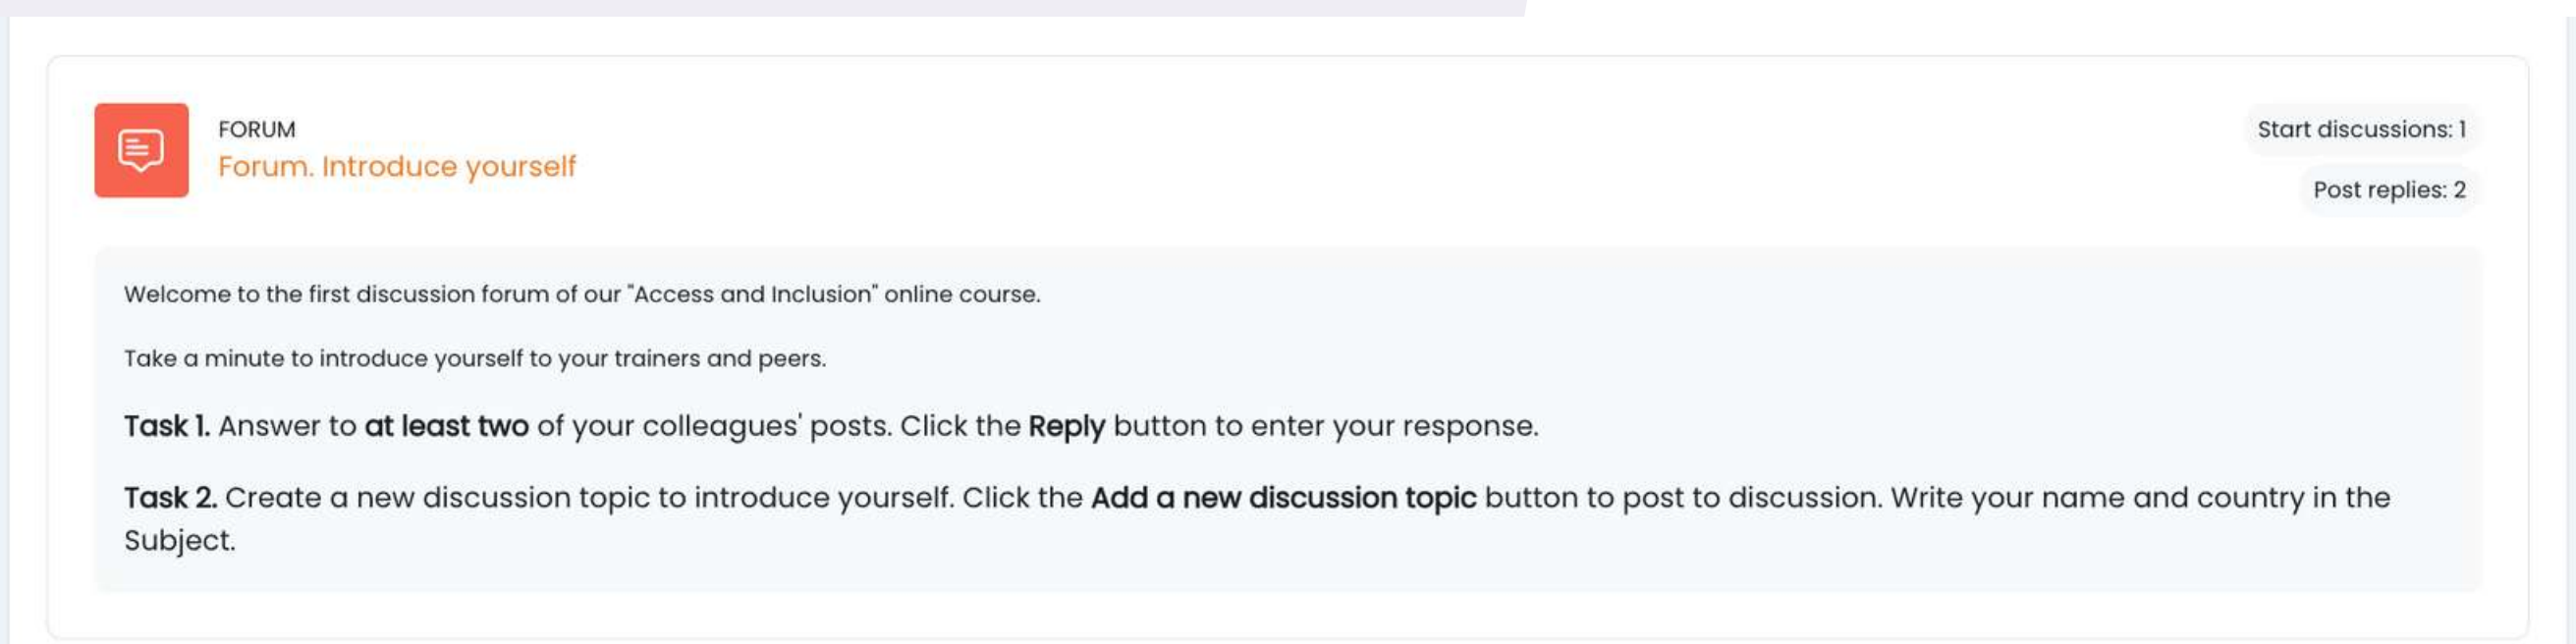 FORUM
Forum. Introduce yourself
Start discussions: 1
Post replies: 2
Welcome to the first discussion forum of our "Access and Inclusion" online course.
Take a minute to introduce yourself to your trainers and peers.
Task 1. Answer to at least two of your colleagues' posts. Click the Reply button to enter your response.
Task 2. Create a new discussion topic to introduce yourself. Click the Add a new discussion topic button to post to discussion. Write your name and country in the
Subject.